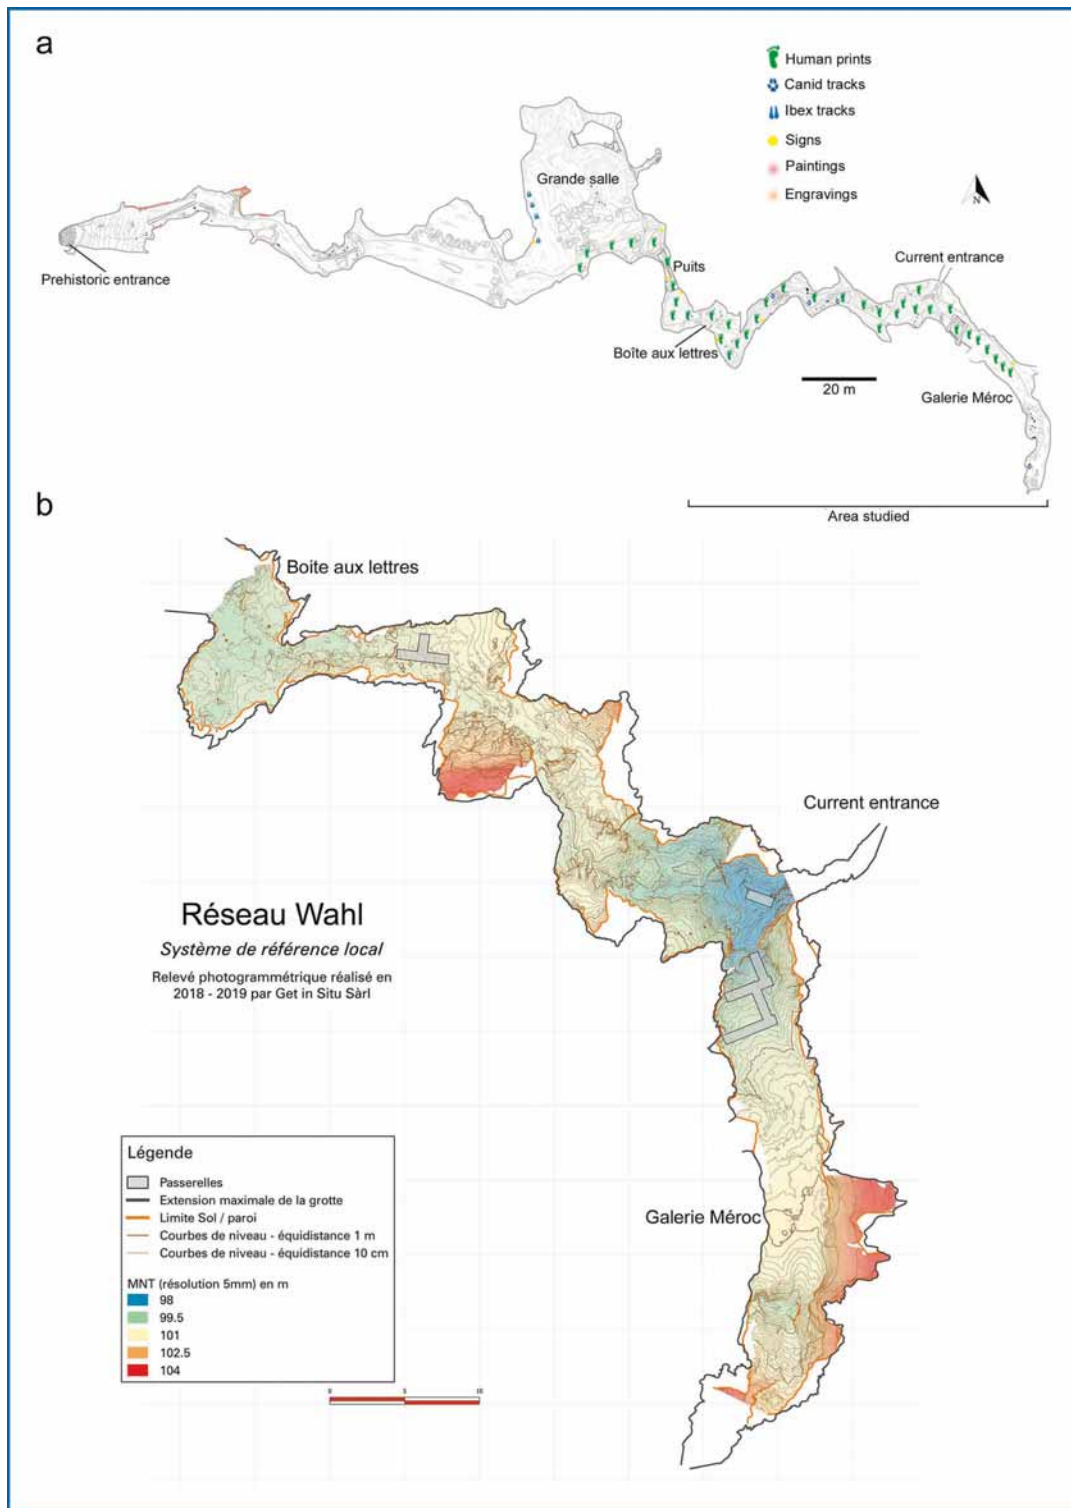 a
Human prints
Canid tracks
Ibex tracks
Signs
Paintings
Engravings
N
Grande salle
Prehistoric entrance
Puits
Current entrance
Boîte aux lettres
20 m
Galerie Méroc
Area studied
b
Boite aux lettres
Current entrance
Réseau Wahl
Système de référence local
Relevé photogrammétrique réalisé en
2018 - 2019 par Get in Situ Sàrl
Galerie Méroc
Légende
Passerelles
Extension maximale de la grotte
Limite Sol / paroi
Courbes de niveau - équidistance 1 m
Courbes de niveau - équidistance 10 cm
MNT (résolution 5mm) en m
98
99.5
101
102.5
104
0 5 10